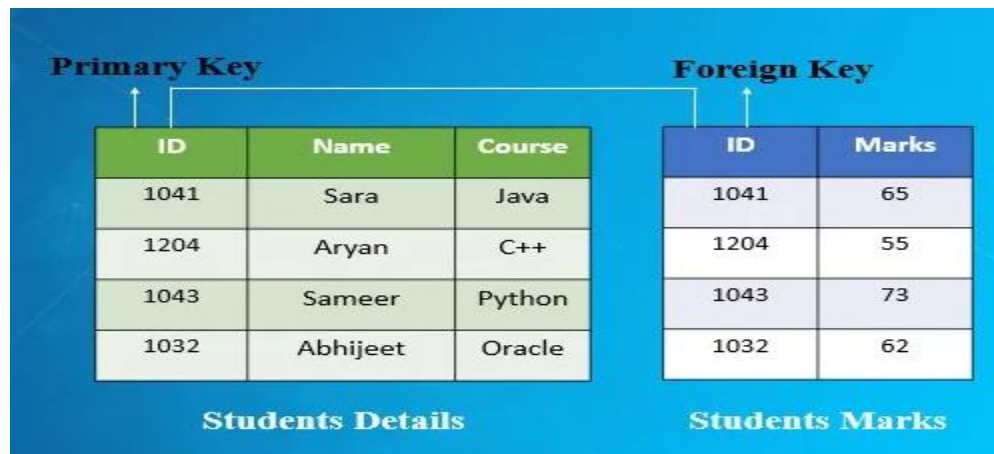 Primary Key Foreign Key
ID Name Course ID Marks
1041 Sara Java 1041 65
1204 Aryan C++ 1204 55
1043 Sameer Python 1043 73
1032 Abhijeet Oracle 1032 62
Students Details Students Marks